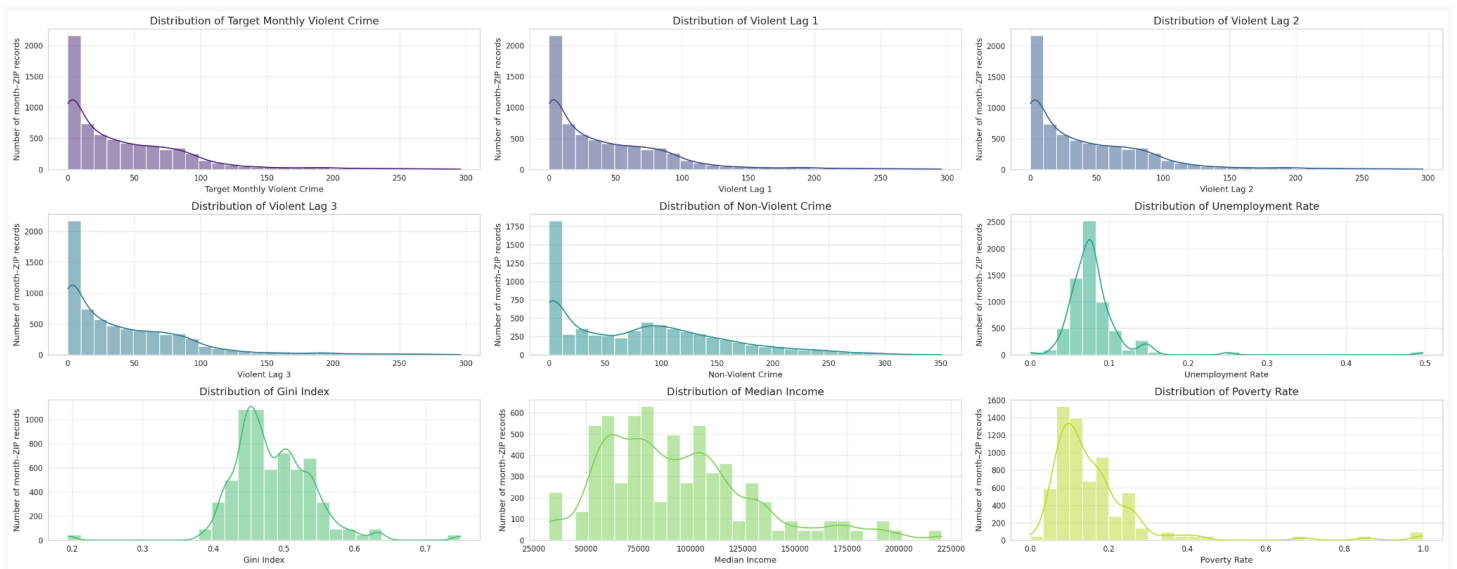 Distribution of Target Monthly Violent Crime
Number of month–ZIP records
2000
1500
1000
500
0
0 50 100 150 200 250 300
Target Monthly Violent Crime
Distribution of Violent Lag 1
Number of month–ZIP records
2000
1500
1000
500
0
0 50 100 150 200 250 300
Violent Lag 1
Distribution of Violent Lag 2
Number of month–ZIP records
2000
1500
1000
500
0
0 50 100 150 200 250 300
Violent Lag 2
Distribution of Violent Lag 3
Number of month–ZIP records
2000
1500
1000
500
0
0 50 100 150 200 250 300
Violent Lag 3
Distribution of Non-Violent Crime
Number of month–ZIP records
1750
1500
1250
1000
750
500
250
0
0 50 100 150 200 250 300 350
Non-Violent Crime
Distribution of Unemployment Rate
Number of month–ZIP records
2500
2000
1500
1000
500
0
0.0 0.1 0.2 0.3 0.4 0.5
Unemployment Rate
Distribution of Gini Index
Number of month–ZIP records
1000
800
600
400
200
0
0.2 0.3 0.4 0.5 0.6 0.7
Gini Index
Distribution of Median Income
Number of month–ZIP records
600
500
400
300
200
100
0
25000 50000 75000 100000 125000 150000 175000 200000 225000
Median Income
Distribution of Poverty Rate
Number of month–ZIP records
1600
1400
1200
1000
800
600
400
200
0
0.0 0.2 0.4 0.6 0.8 1.0
Poverty Rate